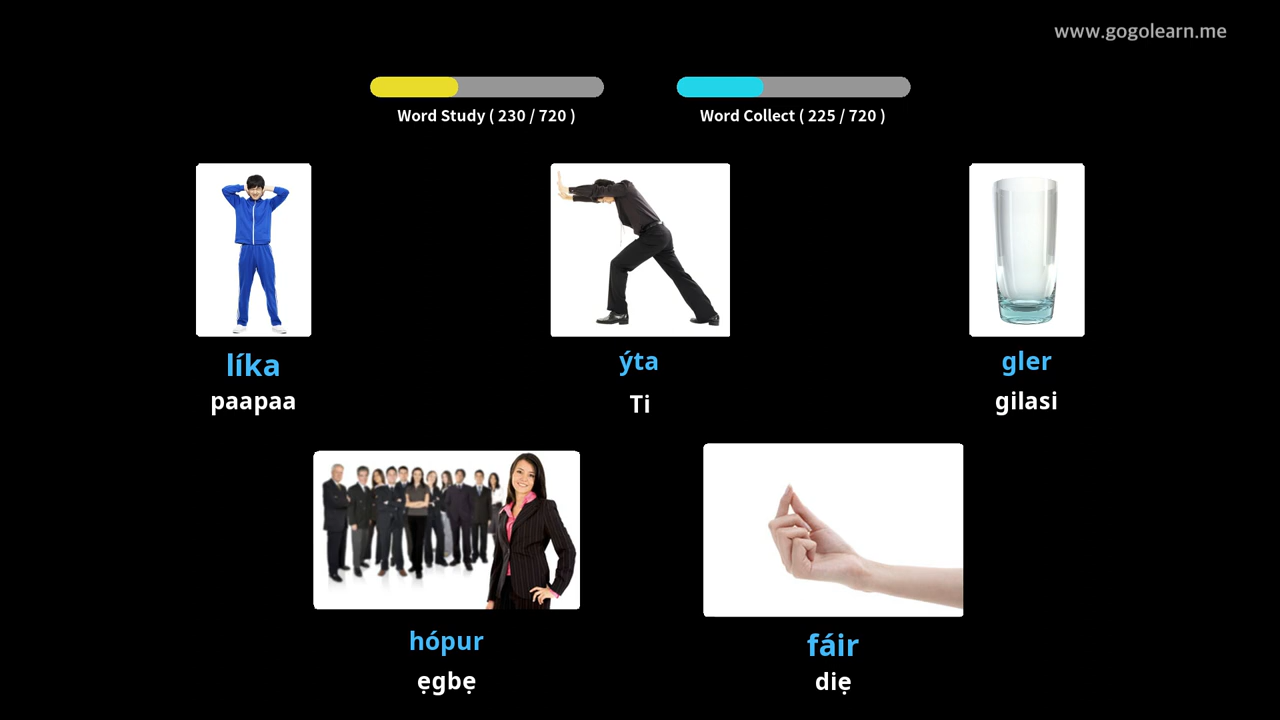 www.gogolearn.me
Word Study ( 230 / 720 )
Word Collect ( 225 / 720 )
líka
paapaa
ýta
Ti
gler
gilasi
hópur
ẹgbẹ
fáir
diẹ